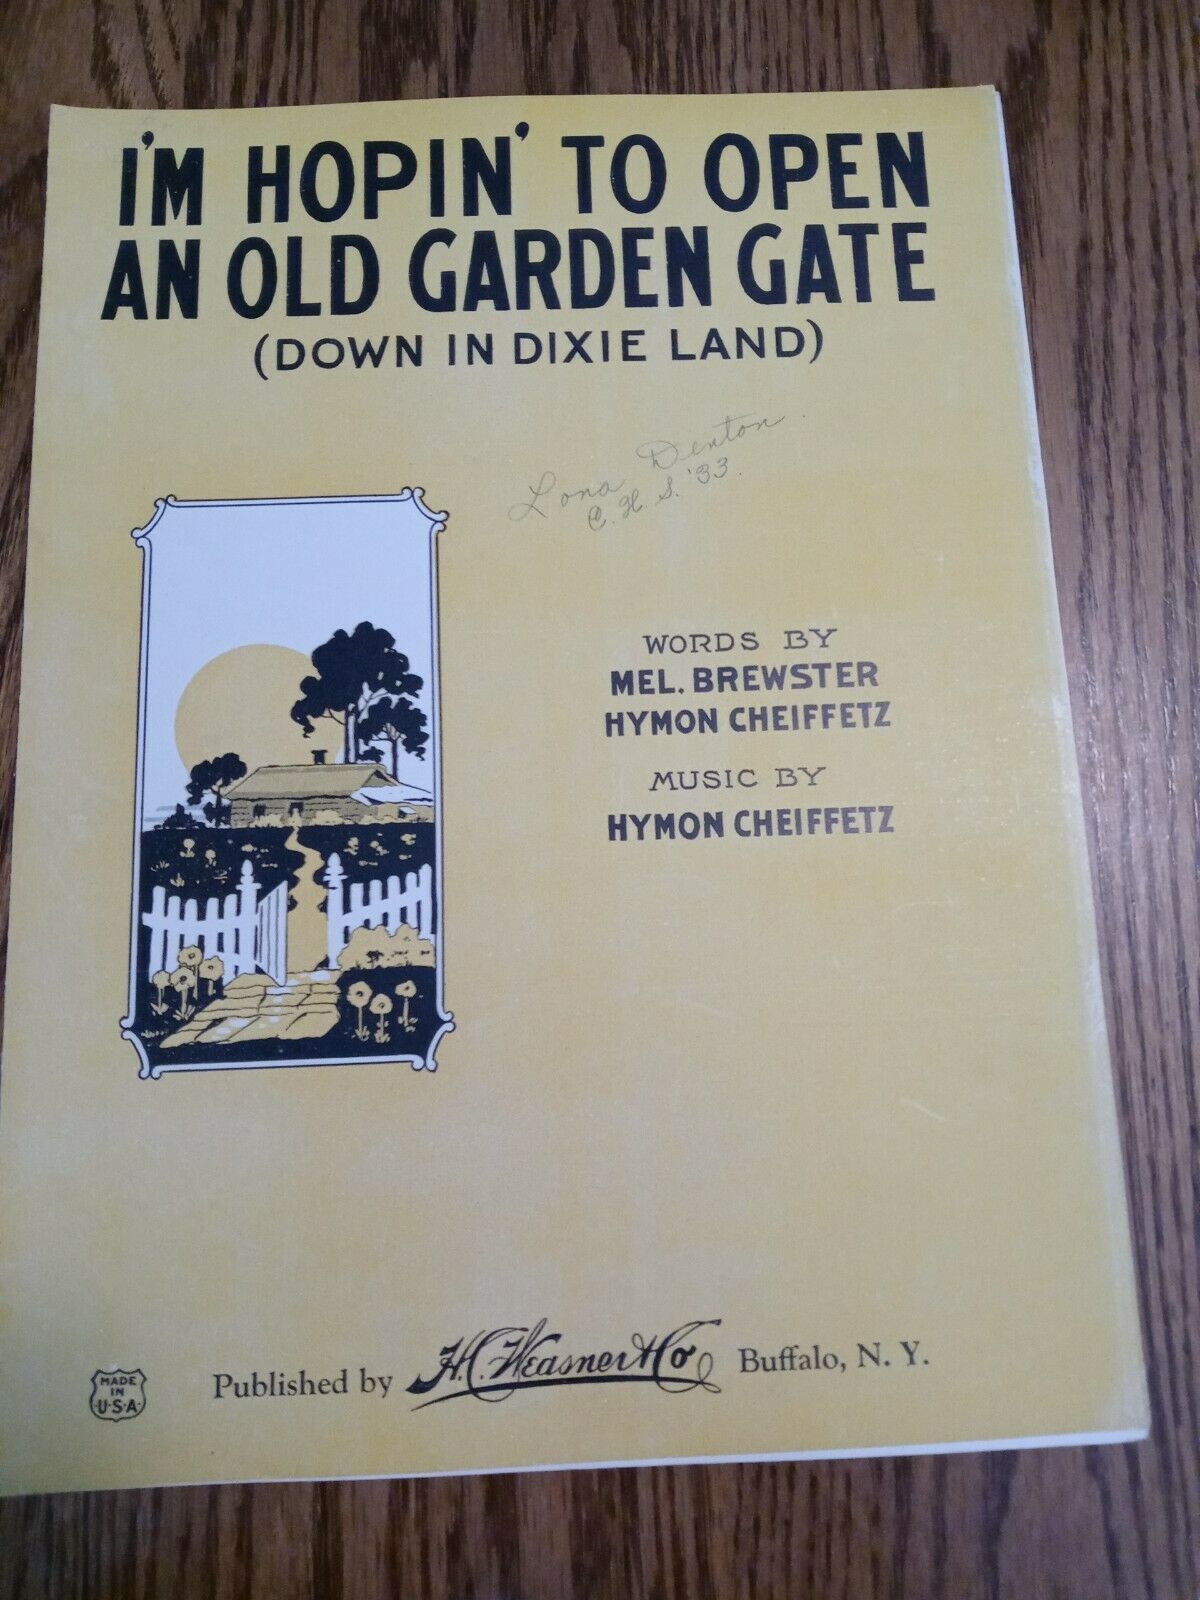 I'M HOPIN' TO OPEN
AN OLD GARDEN GATE
(DOWN IN DIXIE LAND)
Lona Denton.
C. H. S. '33.
WORDS BY
MEL. BREWSTER
HYMON CHEIFFETZ
MUSIC BY
HYMON CHEIFFETZ
MADE
IN
U·S·A·
Published by H.C. Weasner & Co Buffalo, N. Y.